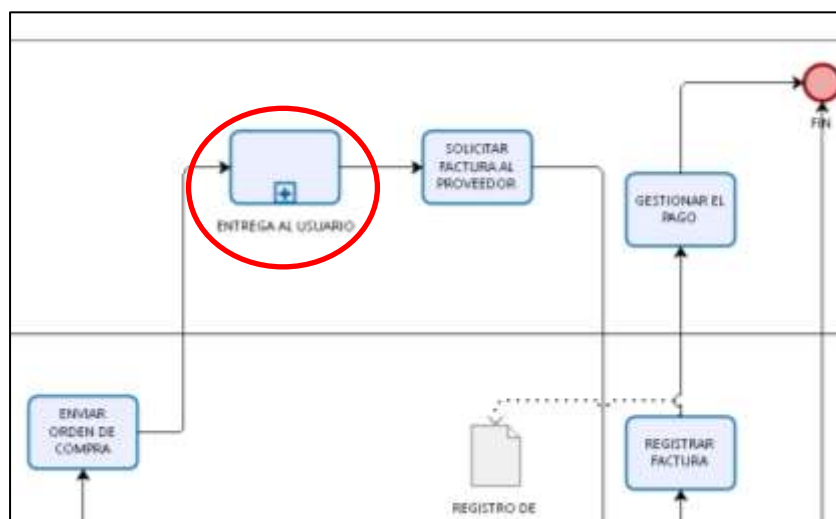 SOLICITAR
FACTURA AL
PROVEEDOR
ENTREGA AL USUARIO
FIN
GESTIONAR EL
PAGO
ENVIAR
ORDEN DE
COMPRA
REGISTRAR
FACTURA
REGISTRO DE